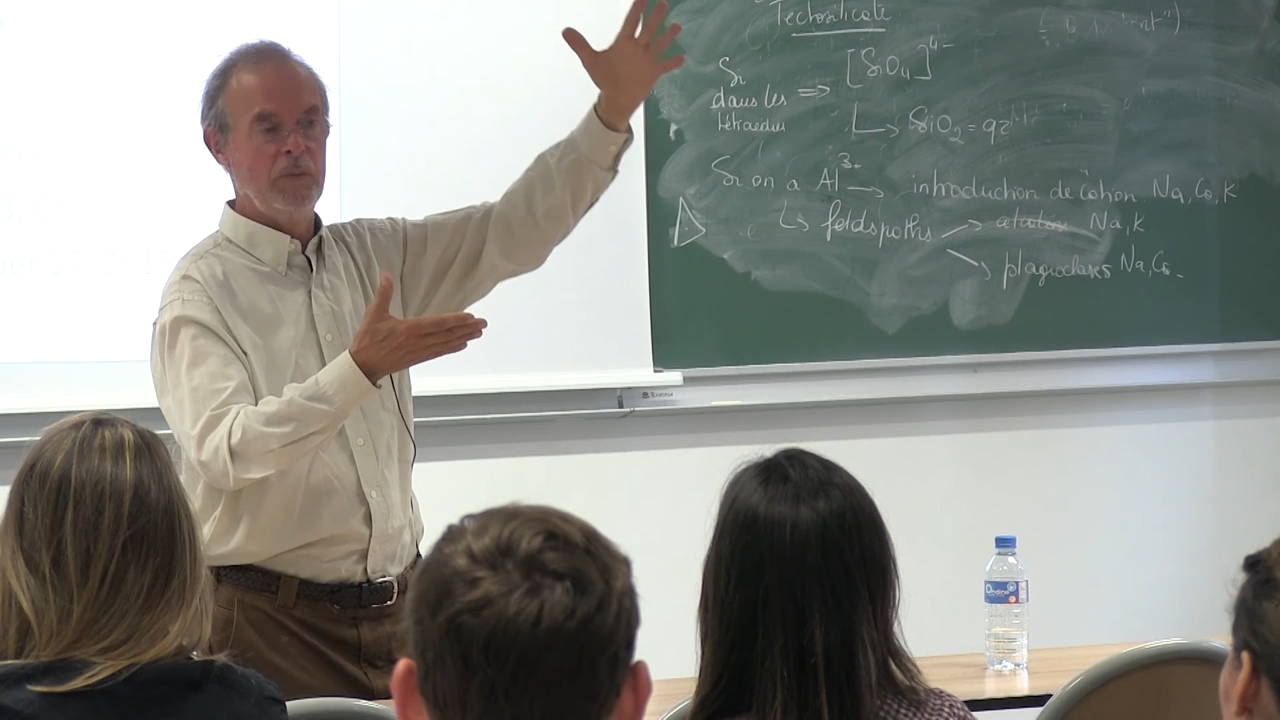 Tectosilicate
[SiO4]4-
Si
dans les =>
tétraèdres
↳ SiO2 = qz
Si on a Al3+ → introduction de cation Na, Ca, K
↳ feldspaths → alcalins Na, K
→ plagioclases Na, Ca
Ondine